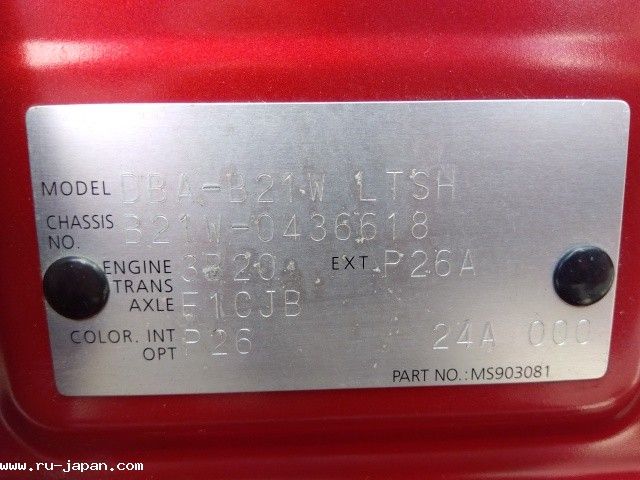 MODEL DBA-B21W LTSH
CHASSIS NO. B21W-0436618
ENGINE 3B20 EXT P26A
TRANS AXLE F1CJB
COLOR. INT OPT P26 24A 000
PART NO.:MS903081
www.ru-japan.com